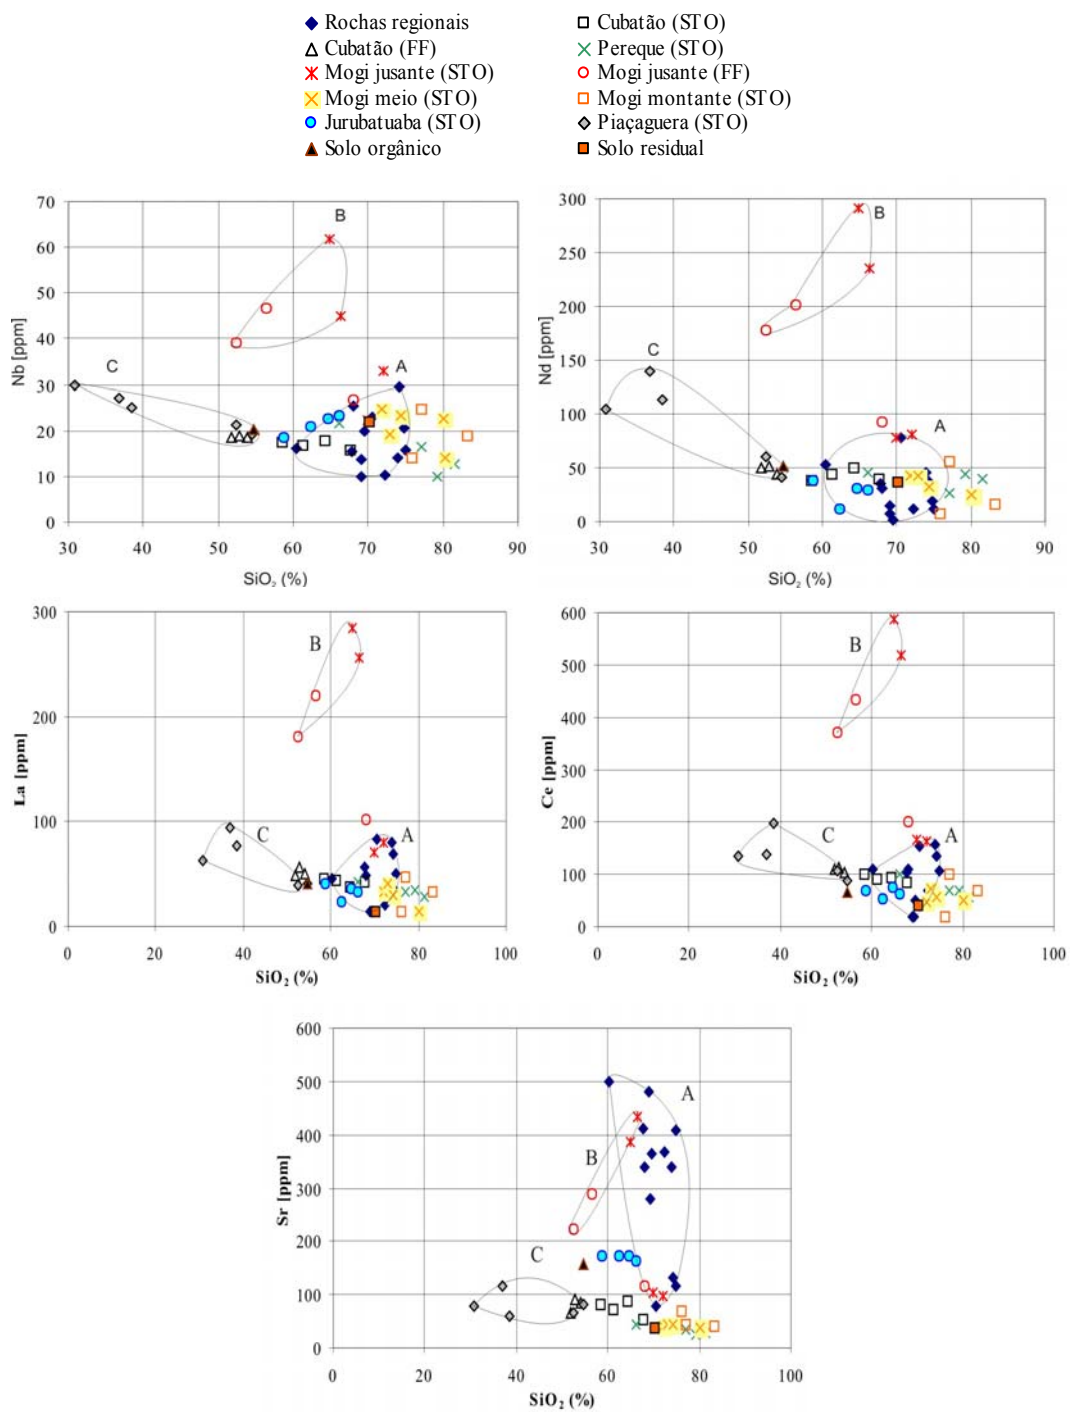 Rochas regionais
Cubatão (STO)
Cubatão (FF)
Pereque (STO)
Mogi jusante (STO)
Mogi jusante (FF)
Mogi meio (STO)
Mogi montante (STO)
Jurubatuaba (STO)
Piaçaguera (STO)
Solo orgânico
Solo residual
Nb [ppm]
70
60
50
40
30
20
10
0
B
C
A
30 40 50 60 70 80 90
SiO₂ (%)
Nd [ppm]
300
250
200
150
100
50
0
B
C
A
30 40 50 60 70 80 90
SiO₂ (%)
La [ppm]
300
200
100
0
B
C
A
0 20 40 60 80 100
SiO₂ (%)
Ce [ppm]
600
500
400
300
200
100
0
B
C
A
0 20 40 60 80 100
SiO₂ (%)
Sr [ppm]
600
500
400
300
200
100
0
A
B
C
0 20 40 60 80 100
SiO₂ (%)